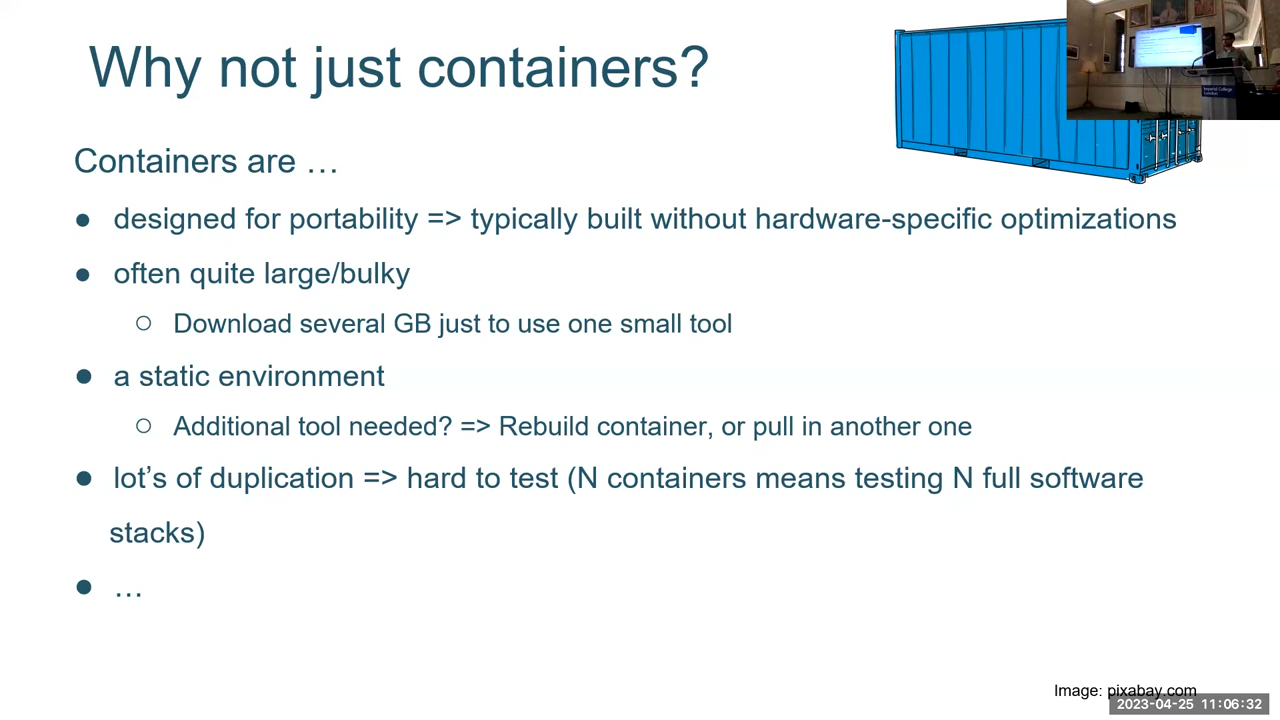 Why not just containers?
Imperial College
London
Containers are …
● designed for portability => typically built without hardware-specific optimizations
● often quite large/bulky
○ Download several GB just to use one small tool
● a static environment
○ Additional tool needed? => Rebuild container, or pull in another one
● lot’s of duplication => hard to test (N containers means testing N full software
stacks)
● …
Image: pixabay.com
2023-04-25 11:06:32